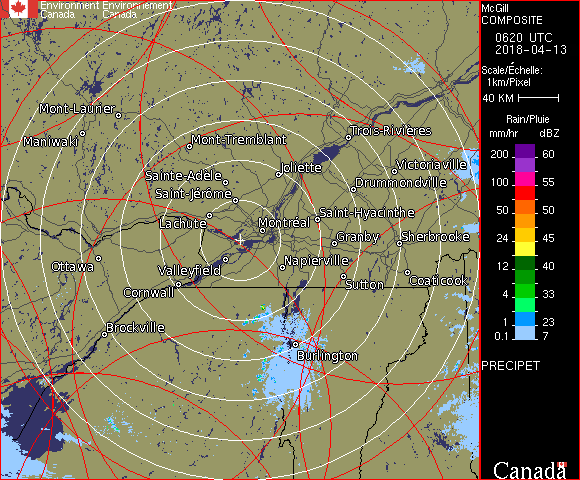 Environment Environnement
Canada Canada
McGill
COMPOSITE
0620 UTC
2018-04-13
Scale/Échelle:
1km/Pixel
40 KM
Rain/Pluie
mm/hr dBZ
200 60
100 55
50 50
24 45
12 40
4 33
1 23
0.1 7
PRECIPET
Canada
Mont-Laurier
Maniwaki
Mont-Tremblant
Trois-Rivières
Joliette
Victoriaville
Sainte-Adèle
Drummondville
Saint-Jérôme
Saint-Hyacinthe
Lachute
Montréal
Granby
Sherbrooke
Ottawa
Valleyfield
Napierville
Coaticook
Sutton
Cornwall
Brockville
Burlington